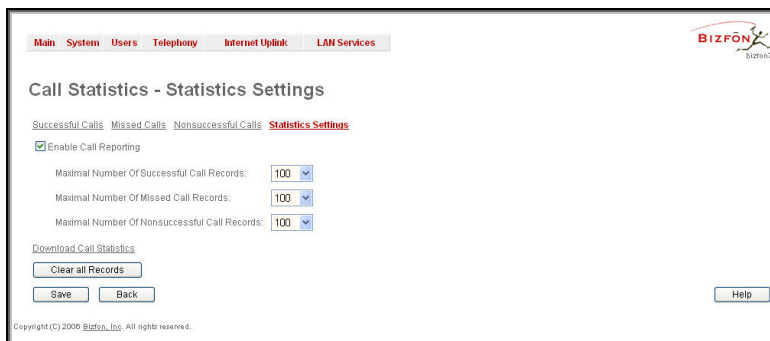 Main System Users Telephony Internet Uplink LAN Services
BIZFŌN
bizfon7
Call Statistics - Statistics Settings
Successful Calls Missed Calls Nonsuccessful Calls Statistics Settings
Enable Call Reporting
Maximal Number Of Successful Call Records: 100
Maximal Number Of Missed Call Records: 100
Maximal Number Of Nonsuccessful Call Records: 100
Download Call Statistics
Clear all Records
Save Back Help
Copyright (C) 2006 Bizfon, Inc. All rights reserved.